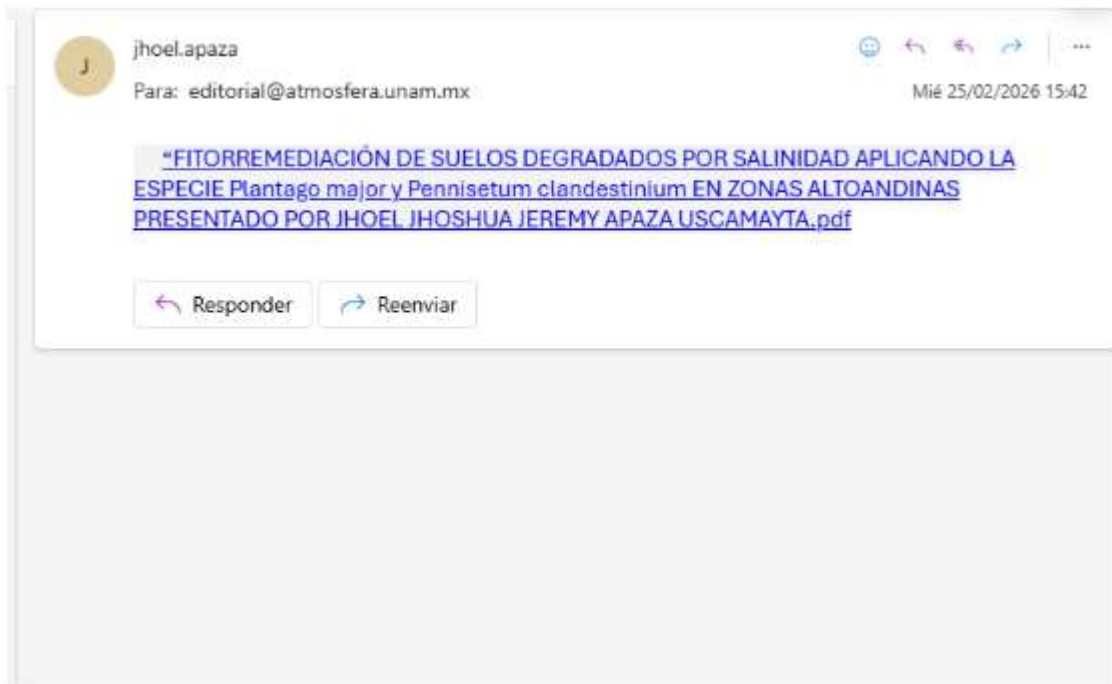 J
jhoel.apaza
Para: editorial@atmosfera.unam.mx
Mié 25/02/2026 15:42
“FITORREMEDIACIÓN DE SUELOS DEGRADADOS POR SALINIDAD APLICANDO LA
ESPECIE Plantago major y Pennisetum clandestinium EN ZONAS ALTOANDINAS
PRESENTADO POR JHOEL JHOSHUA JEREMY APAZA USCAMAYTA.pdf
Responder
Reenviar